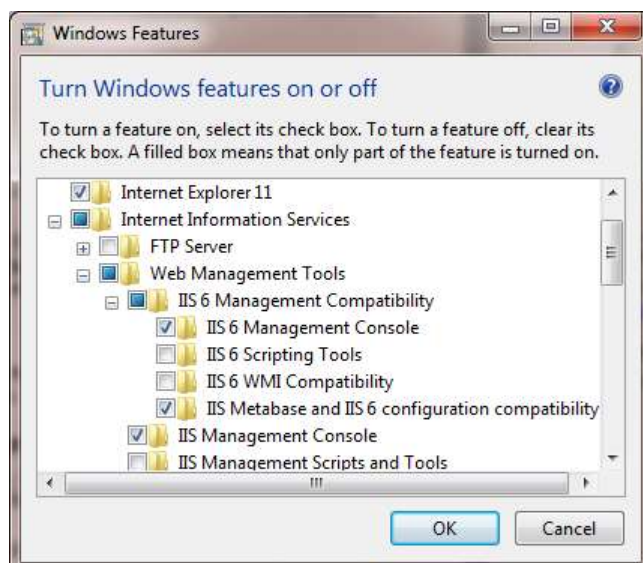 Windows Features
Turn Windows features on or off
To turn a feature on, select its check box. To turn a feature off, clear its
check box. A filled box means that only part of the feature is turned on.
Internet Explorer 11
Internet Information Services
FTP Server
Web Management Tools
IIS 6 Management Compatibility
IIS 6 Management Console
IIS 6 Scripting Tools
IIS 6 WMI Compatibility
IIS Metabase and IIS 6 configuration compatibility
IIS Management Console
IIS Management Scripts and Tools
OK
Cancel